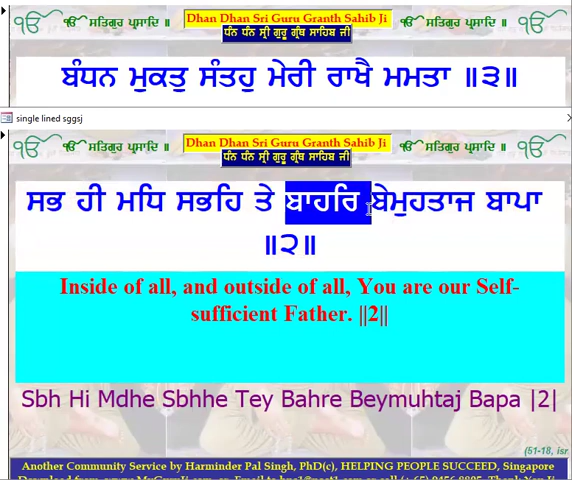 ੴ ੴ ਸਤਿਗੁਰ ਪ੍ਰਸਾਦਿ ॥ Dhan Dhan Sri Guru Granth Sahib Ji ੴ ਸਤਿਗੁਰ ਪ੍ਰਸਾਦਿ ॥ ੴ
ਧੰਨ ਧੰਨ ਸ੍ਰੀ ਗੁਰੂ ਗ੍ਰੰਥ ਸਾਹਿਬ ਜੀ
ਬੰਧਨ ਮੁਕਤੁ ਸੰਤਹੁ ਮੇਰੀ ਰਾਖੈ ਮਮਤਾ ॥੩॥
single lined sggsj
ੴ ੴ ਸਤਿਗੁਰ ਪ੍ਰਸਾਦਿ ॥ Dhan Dhan Sri Guru Granth Sahib Ji ੴ ਸਤਿਗੁਰ ਪ੍ਰਸਾਦਿ ॥ ੴ
ਧੰਨ ਧੰਨ ਸ੍ਰੀ ਗੁਰੂ ਗ੍ਰੰਥ ਸਾਹਿਬ ਜੀ
ਸਭ ਹੀ ਮਧਿ ਸਭਹਿ ਤੇ ਬਾਹਰਿ ਬੇਮੁਹਤਾਜ ਬਾਪਾ
॥੨॥
Inside of all, and outside of all, You are our Self-
sufficient Father. ||2||
Sbh Hi Mdhe Sbhhe Tey Bahre Beymuhtaj Bapa |2|
(51-18, isr
Another Community Service by Harminder Pal Singh, PhD(c), HELPING PEOPLE SUCCEED, Singapore